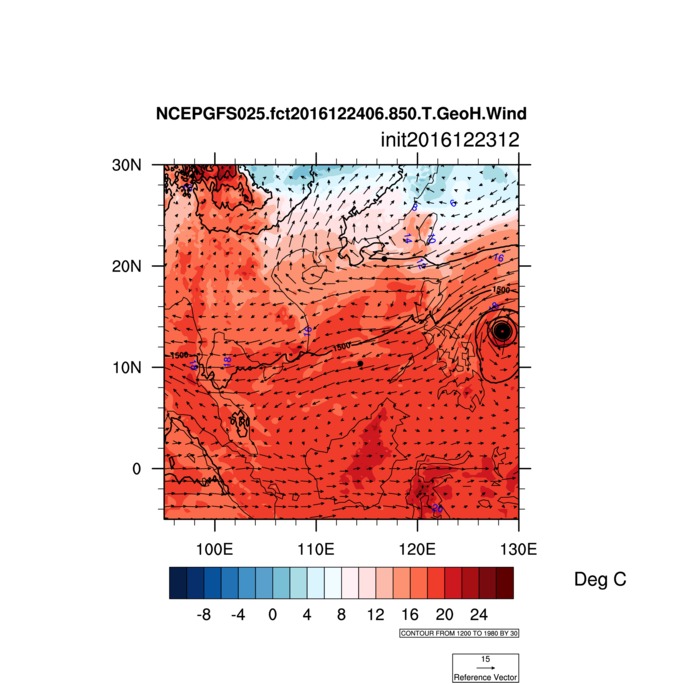 NCEPGFS025.fct2016122406.850.T.GeoH.Wind
init2016122312
30N
20N
10N
0
100E
110E
120E
130E
1500
1500
1500
16
-8
-4
0
4
8
12
16
20
24
Deg C
CONTOUR FROM 1200 TO 1980 BY 30
15
Reference Vector